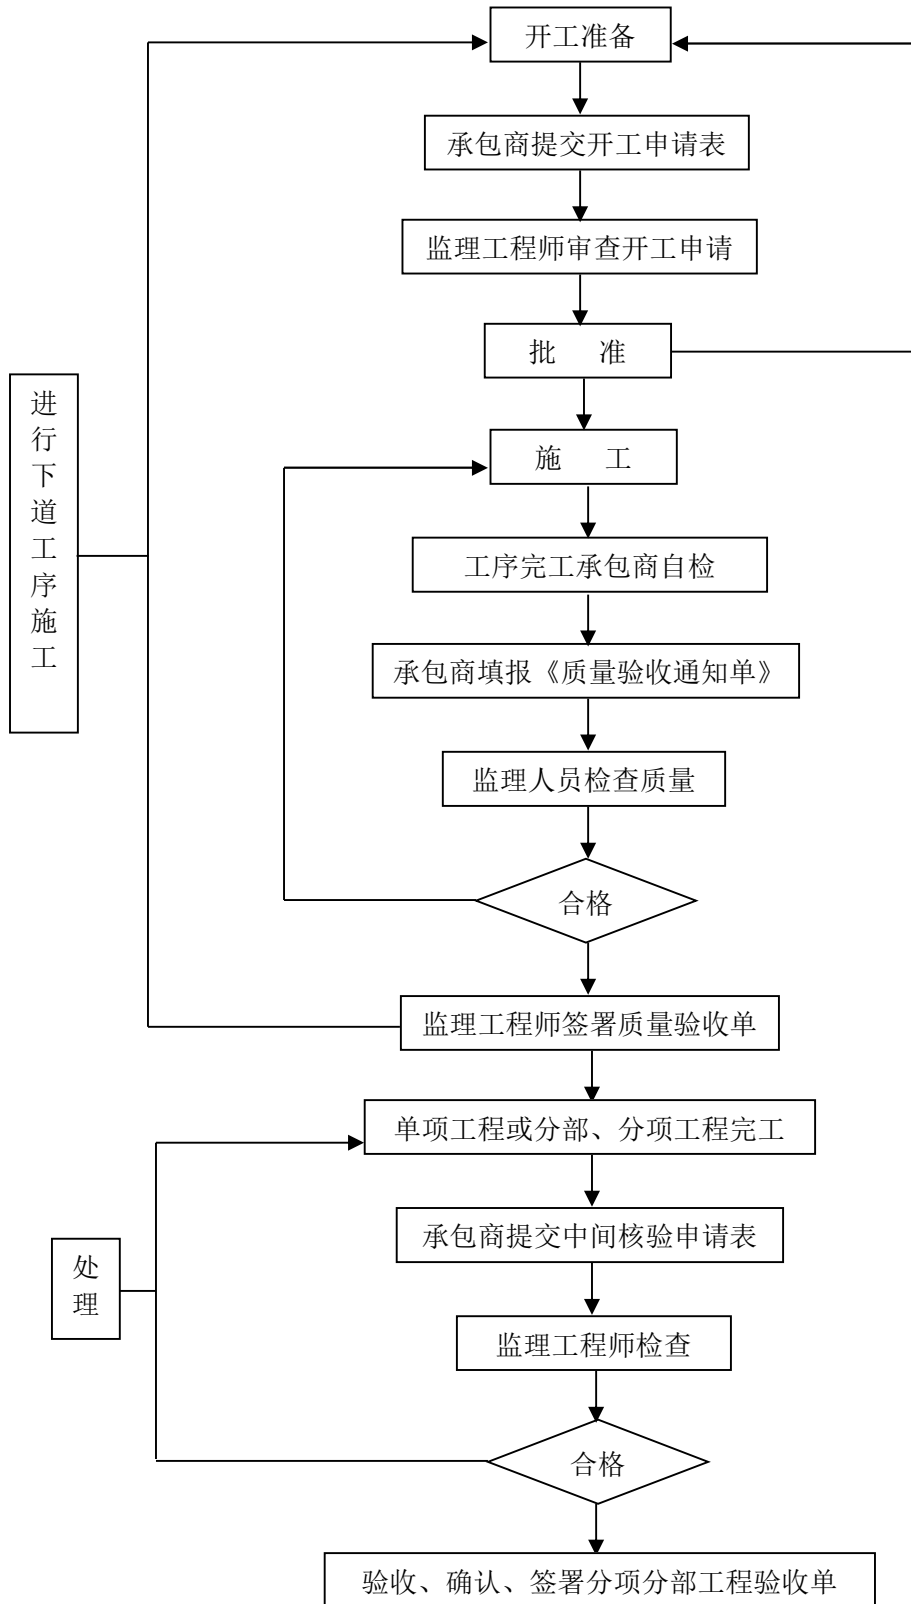 开工准备
承包商提交开工申请表
监理工程师审查开工申请
批 准
进行下道工序施工
施 工
工序完工承包商自检
承包商填报《质量验收通知单》
监理人员检查质量
合格
监理工程师签署质量验收单
单项工程或分部、分项工程完工
承包商提交中间核验申请表
处理
监理工程师检查
合格
验收、确认、签署分项分部工程验收单